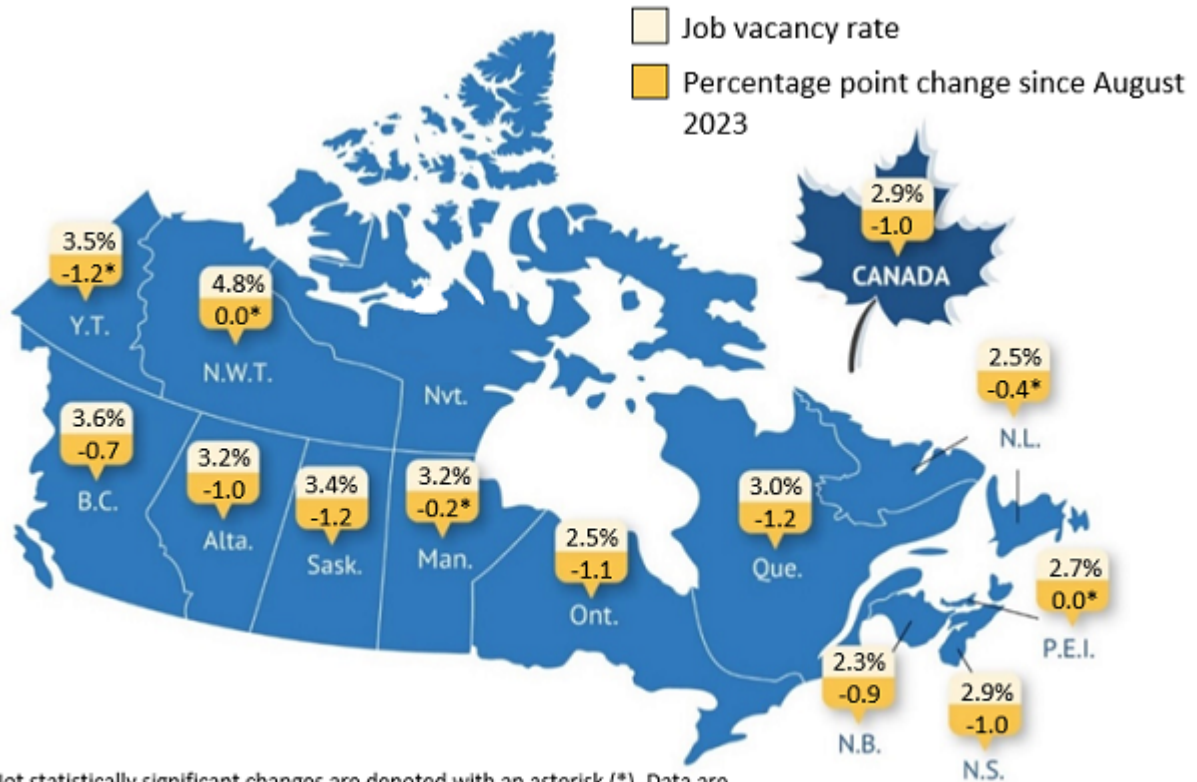 Job vacancy rate
Percentage point change since August
2023
2.9%
-1.0
CANADA
3.5%
-1.2*
Y.T.
4.8%
0.0*
N.W.T.
Nvt.
2.5%
-0.4*
N.L.
3.6%
-0.7
B.C.
3.2%
-1.0
Alta.
3.4%
-1.2
Sask.
3.2%
-0.2*
Man.
2.5%
-1.1
Ont.
3.0%
-1.2
Que.
2.7%
0.0*
P.E.I.
2.3%
-0.9
N.B.
2.9%
-1.0
N.S.
Not statistically significant changes are denoted with an asterisk (*). Data are